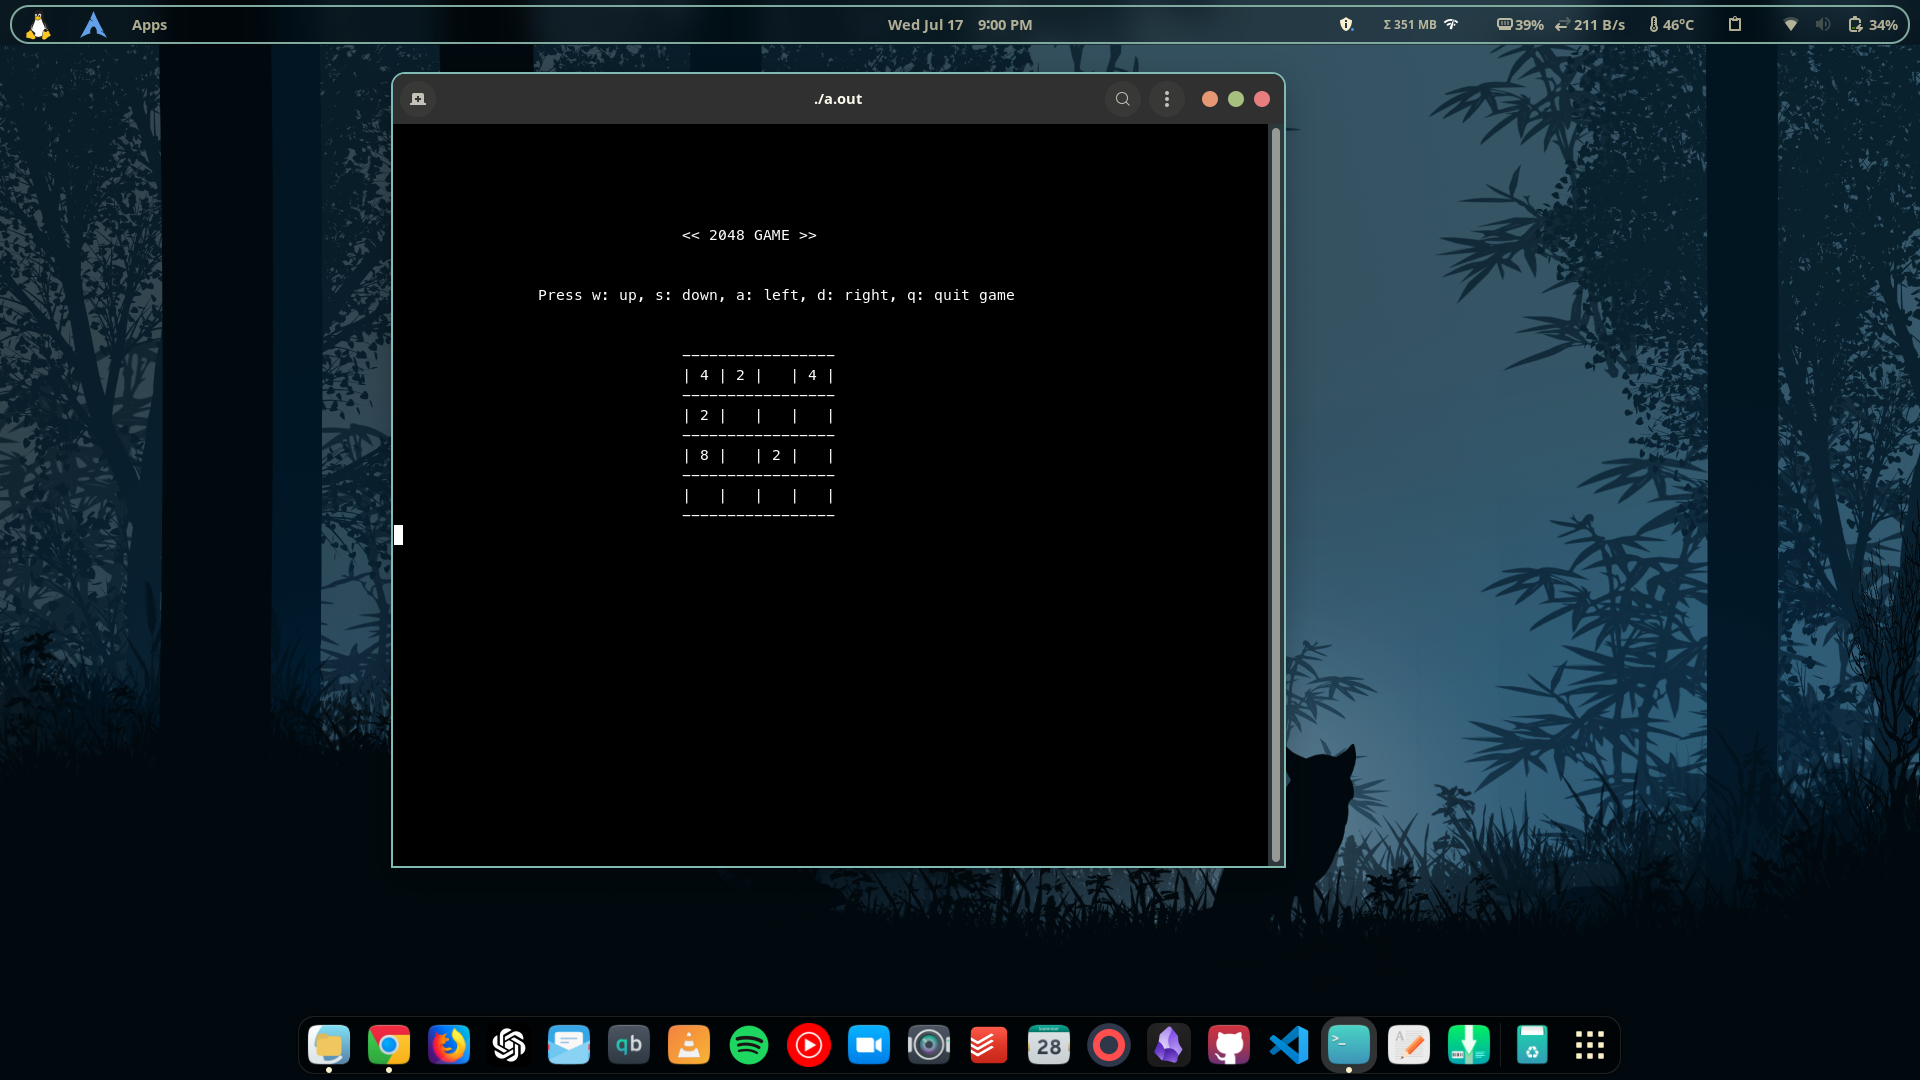 Apps
Wed Jul 17 9:00 PM
Σ 351 MB
39%
211 B/s
46°C
34%
./a.out
<< 2048 GAME >>
Press w: up, s: down, a: left, d: right, q: quit game
-----------------
| 4 | 2 |   | 4 |
-----------------
| 2 |   |   |   |
-----------------
| 8 |   | 2 |   |
-----------------
|   |   |   |   |
-----------------
qb
28
>_
A